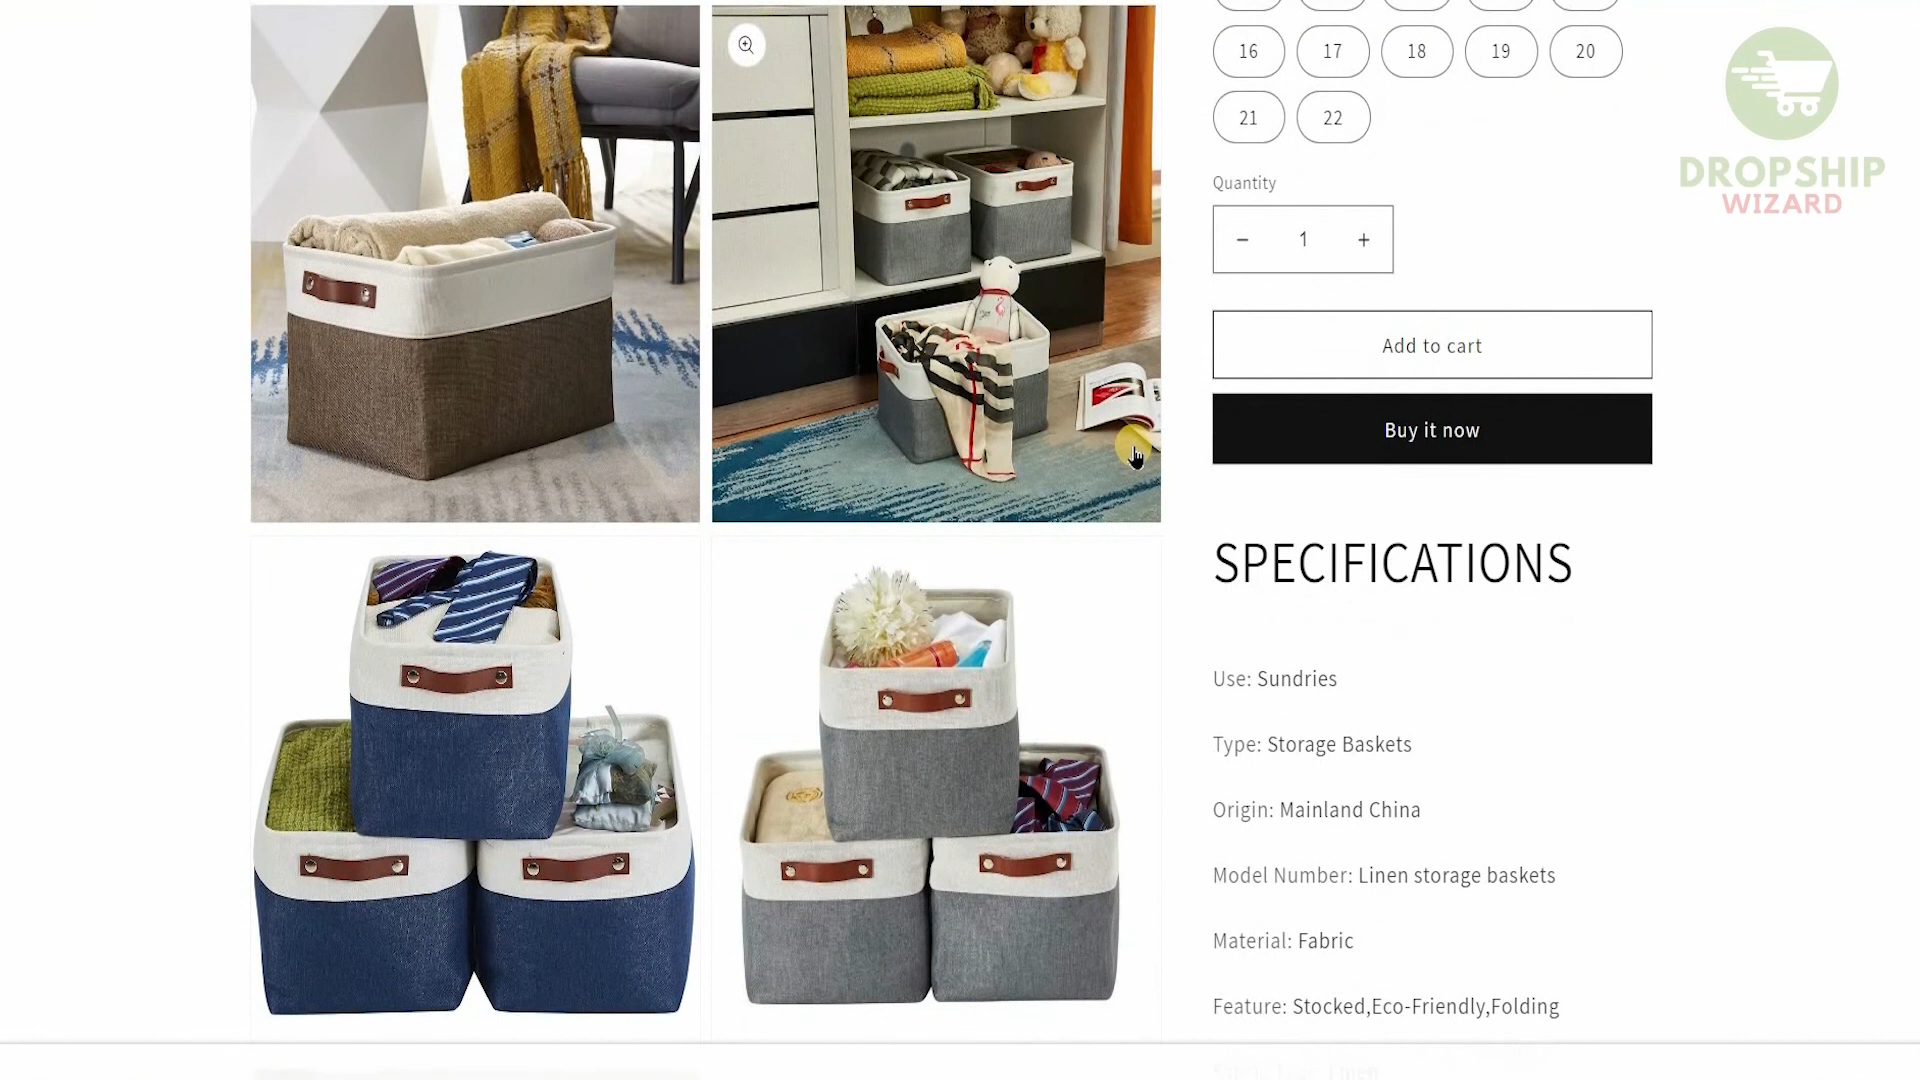 16 17 18 19 20
21 22
Quantity
− 1 +
Add to cart
Buy it now
SPECIFICATIONS
Use: Sundries
Type: Storage Baskets
Origin: Mainland China
Model Number: Linen storage baskets
Material: Fabric
Feature: Stocked,Eco-Friendly,Folding
DROPSHIP
WIZARD